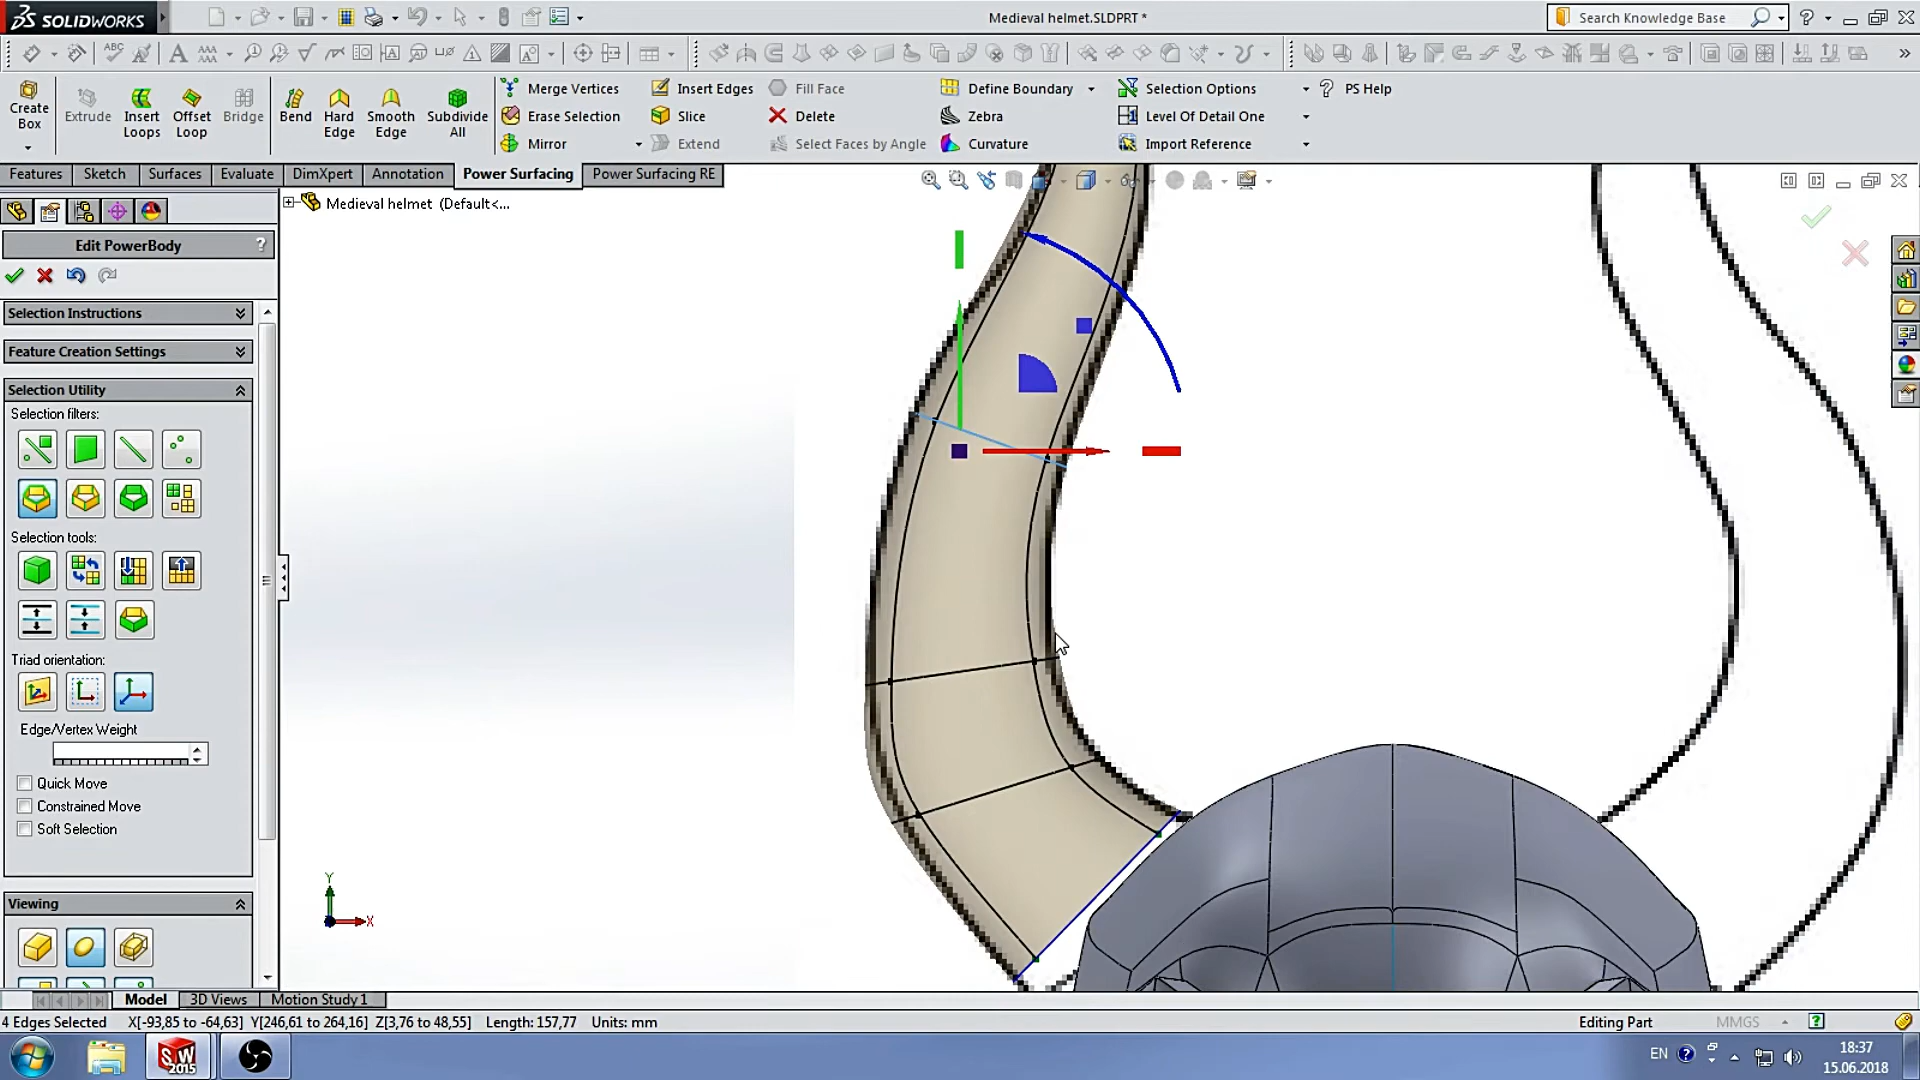 SOLIDWORKS
Medieval helmet.SLDPRT *
Search Knowledge Base
?
ABC
A
AAA
Create Box
Extrude
Insert Loops
Offset Loop
Bridge
Bend
Hard Edge
Smooth Edge
Subdivide All
Merge Vertices
Erase Selection
Mirror
Insert Edges
Slice
Extend
Fill Face
Delete
Select Faces by Angle
Define Boundary
Zebra
Curvature
Selection Options
Level Of Detail One
Import Reference
? PS Help
Features
Sketch
Surfaces
Evaluate
DimXpert
Annotation
Power Surfacing
Power Surfacing RE
Medieval helmet (Default<...
Edit PowerBody
?
Selection Instructions
Feature Creation Settings
Selection Utility
Selection filters:
Selection tools:
Triad orientation:
Edge/Vertex Weight
Quick Move
Constrained Move
Soft Selection
Viewing
Y
X
Model
3D Views
Motion Study 1
4 Edges Selected
X[-93,85 to -64,63] Y[246,61 to 264,16] Z[3,76 to 48,55] Length: 157,77 Units: mm
Editing Part
MMGS
?
SW 2015
EN
?
18:37
15.06.2018